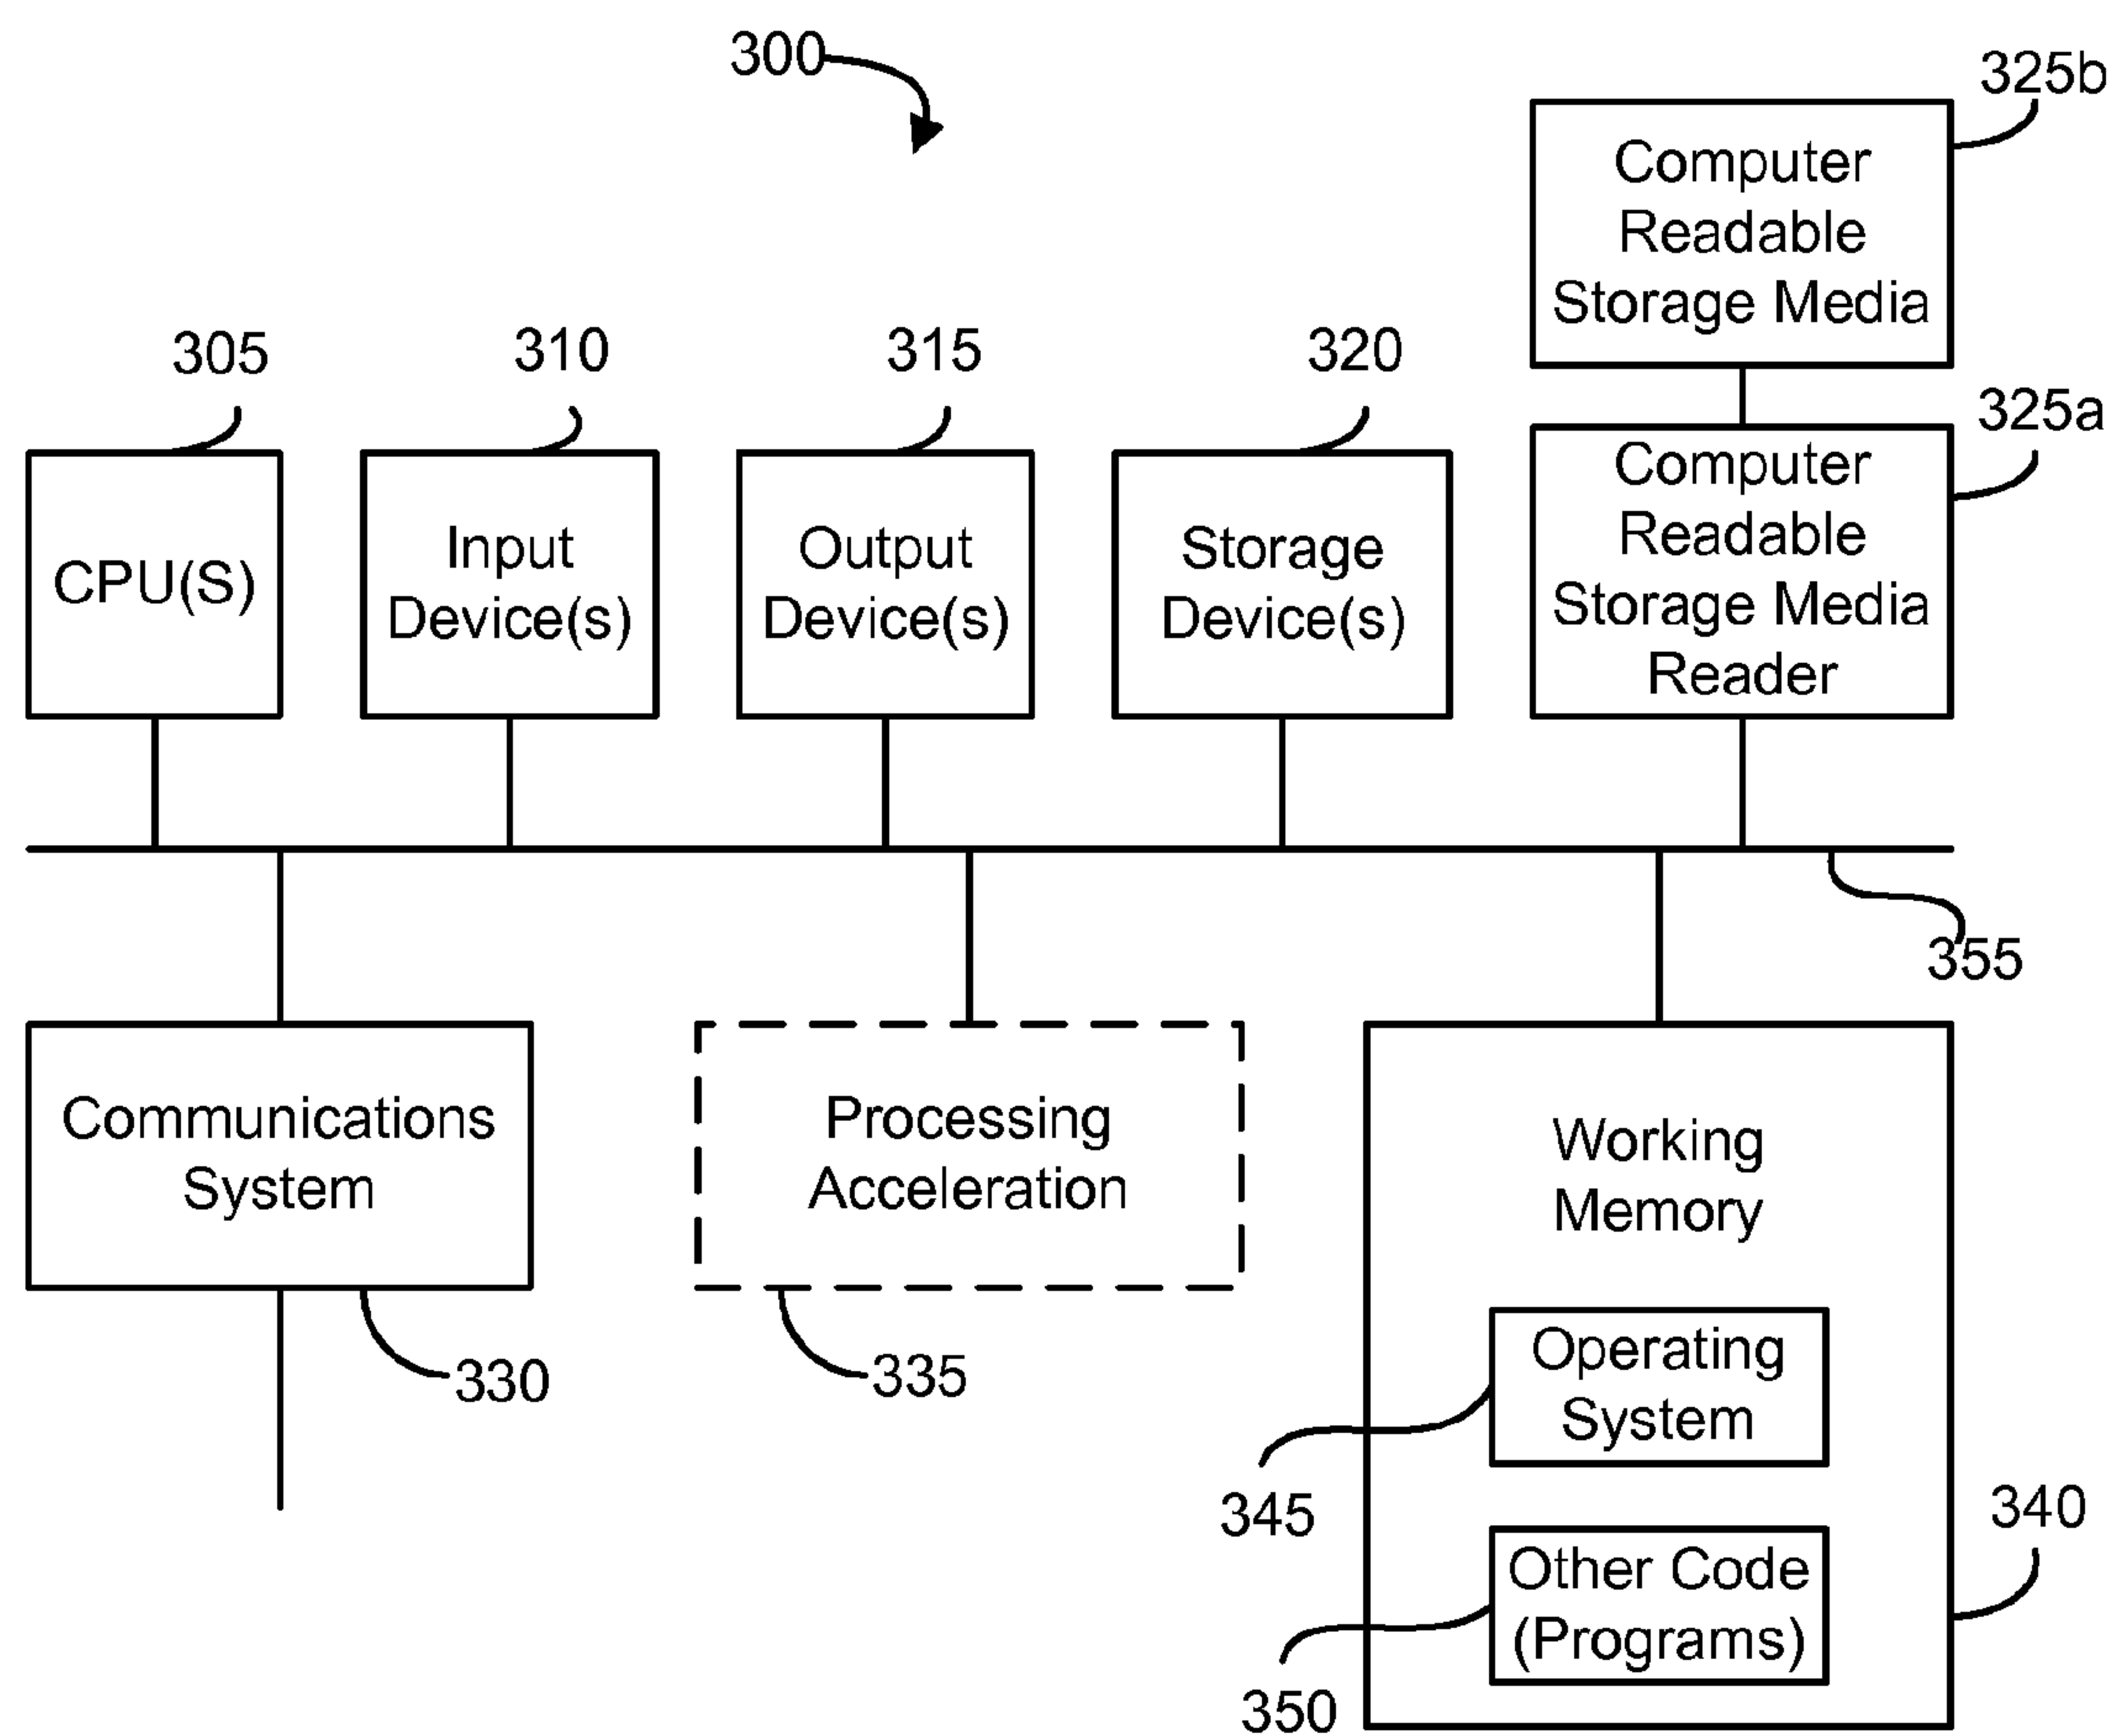 300
325b
Computer
Readable
Storage Media
305
310
315
320
325a
CPU(S)
Input
Device(s)
Output
Device(s)
Storage
Device(s)
Computer
Readable
Storage Media
Reader
355
Communications
System
330
Processing
Acceleration
335
Working
Memory
Operating
System
345
340
Other Code
(Programs)
350